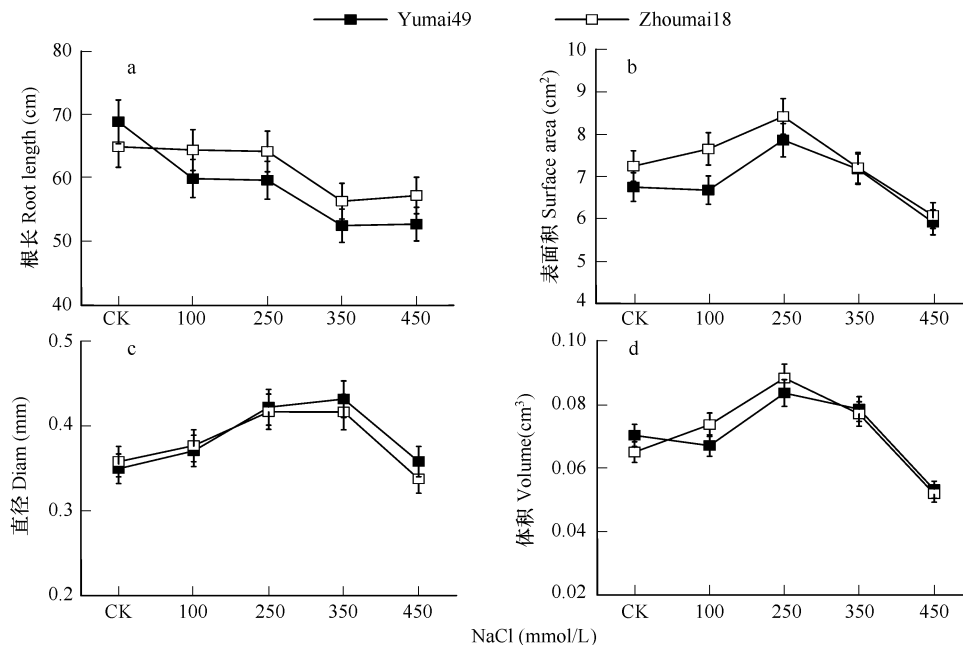 Yumai49 Zhoumai18
a
80
70
60
50
40
根长 Root length (cm)
CK 100 250 350 450
b
10
9
8
7
6
5
4
表面积 Surface area (cm²)
CK 100 250 350 450
c
0.5
0.4
0.3
0.2
直径 Diam (mm)
CK 100 250 350 450
d
0.10
0.08
0.06
0.04
0.02
体积 Volume(cm³)
CK 100 250 350 450
NaCl (mmol/L)